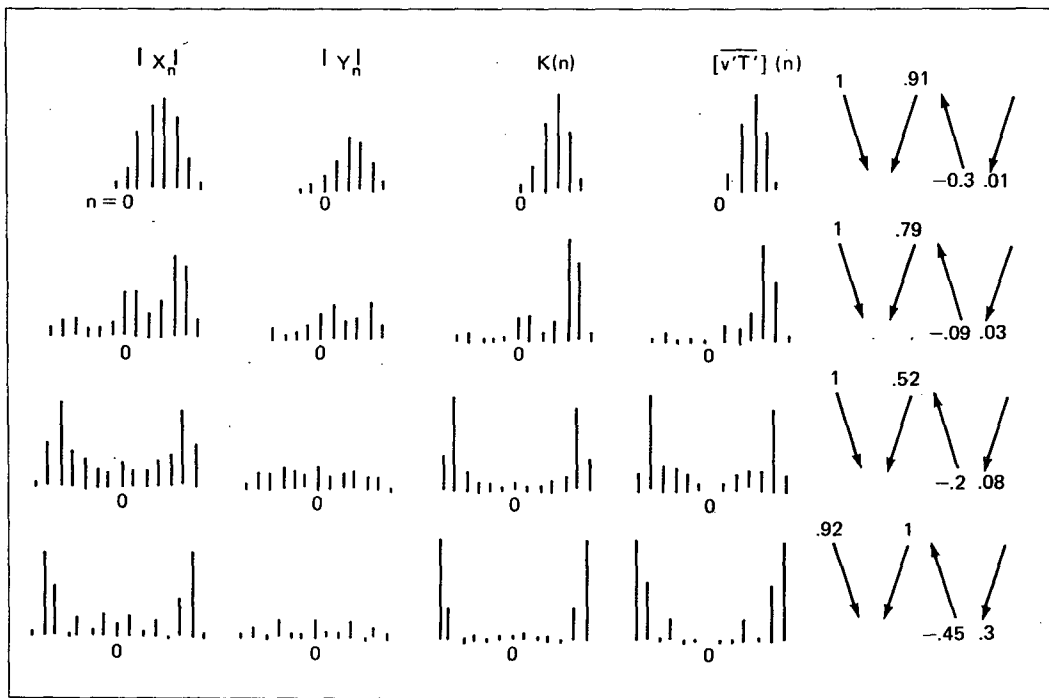 |X_n| |Y_n| K(n) [v'T'] (n)
1 .91
−0.3 .01
n = 0 0 0 0
1 .79
−.09 .03
0 0 0 0
1 .52
−.2 .08
0 0 0 0
.92 1
−.45 .3
0 0 0 0